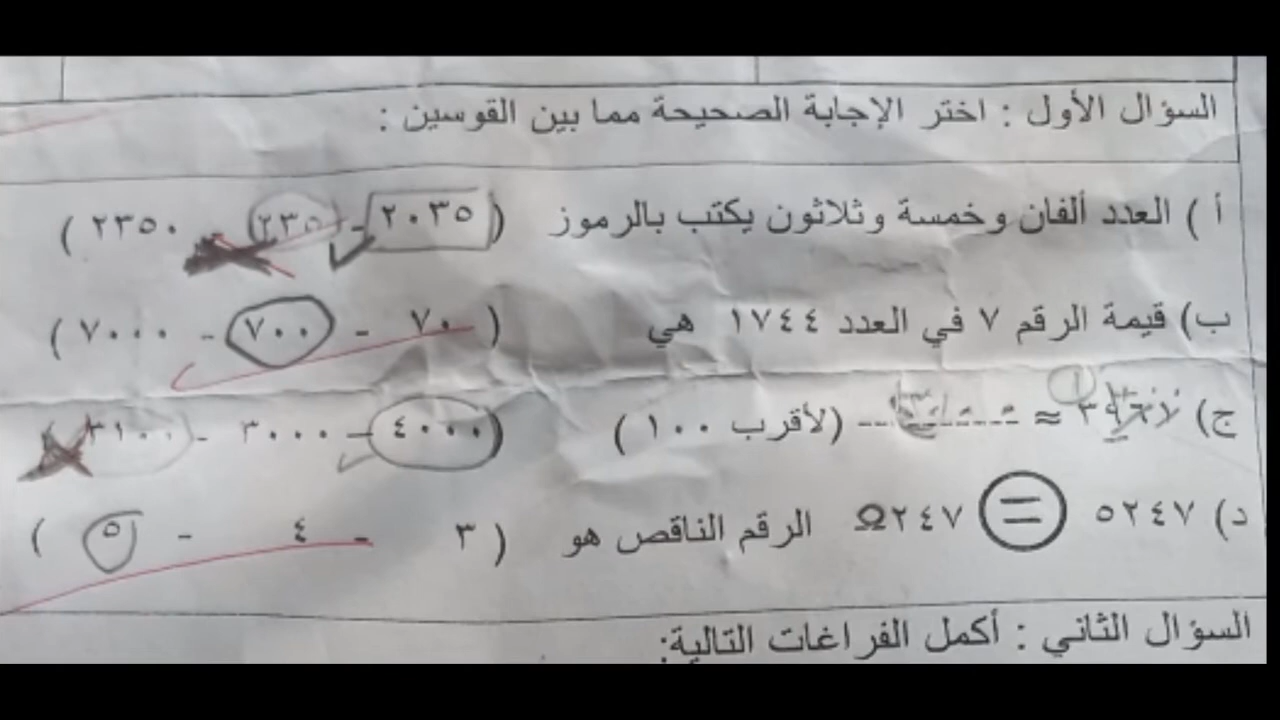 السؤال الأول : اختر الإجابة الصحيحة مما بين القوسين :
أ ) العدد ألفان وخمسة وثلاثون يكتب بالرموز ( ٢٠٣٥ - ٢٣٥ - ٢٣٥٠ )
ب) قيمة الرقم ٧ في العدد ١٧٤٤ هي ( ٧٠ - ٧٠٠ - ٧٠٠٠ )
ج) ≈ --------- (لأقرب ١٠٠ ) ( ٤٠٠٠ - ٣٠٠٠ - ٣١٠٠
د) ٥٢٤٧ = Ω٢٤٧ الرقم الناقص هو ( ٣ - ٤ - ٥ )
السؤال الثاني : أكمل الفراغات التالية: